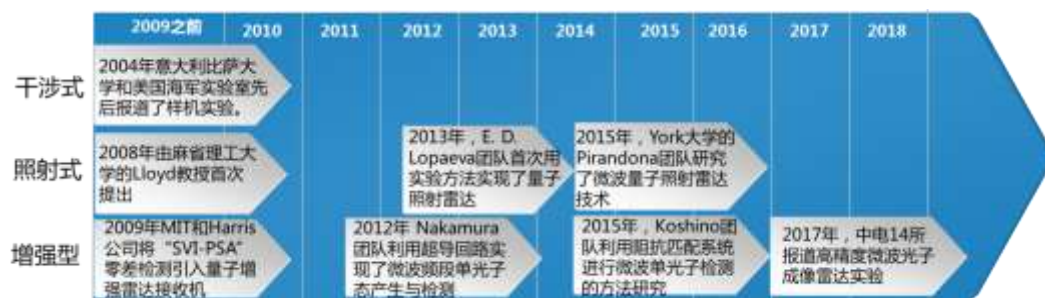 2009之前 2010 2011 2012 2013 2014 2015 2016 2017 2018
干涉式
2004年意大利比萨大
学和美国海军实验室先
后报道了样机实验。
照射式
2008年由麻省理工大
学的Lloyd教授首次
提出
2013年，E. D.
Lopaeva团队首次用
实验方法实现了量子
照射雷达
2015年，York大学的
Pirandona团队研究
了微波量子照射雷达
技术
增强型
2009年MIT和Harris
公司将“SVI-PSA”
零差检测引入量子增
强雷达接收机
2012年 Nakamura
团队利用超导回路实
现了微波频段单光子
态产生与检测
2015年，Koshino团
队利用阻抗匹配系统
进行微波单光子检测
的方法研究
2017年，中电14所
报道高精度微波光子
成像雷达实验